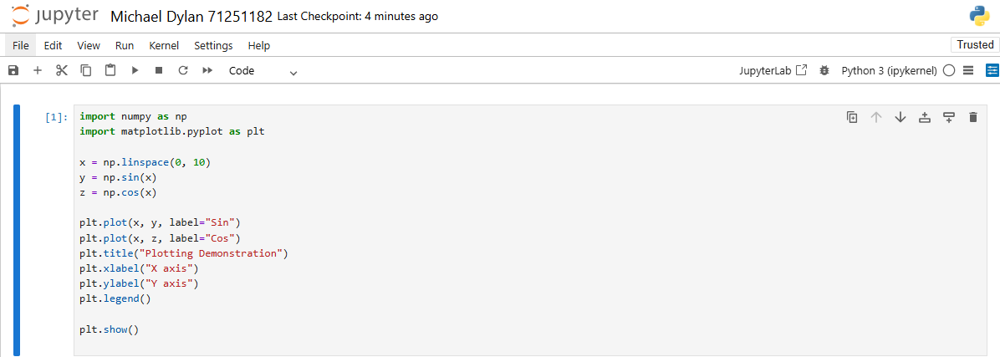 jupyter Michael Dylan 71251182 Last Checkpoint: 4 minutes ago
File Edit View Run Kernel Settings Help Trusted
Code JupyterLab Python 3 (ipykernel)
[1]: import numpy as np
import matplotlib.pyplot as plt

x = np.linspace(0, 10)
y = np.sin(x)
z = np.cos(x)

plt.plot(x, y, label="Sin")
plt.plot(x, z, label="Cos")
plt.title("Plotting Demonstration")
plt.xlabel("X axis")
plt.ylabel("Y axis")
plt.legend()

plt.show()